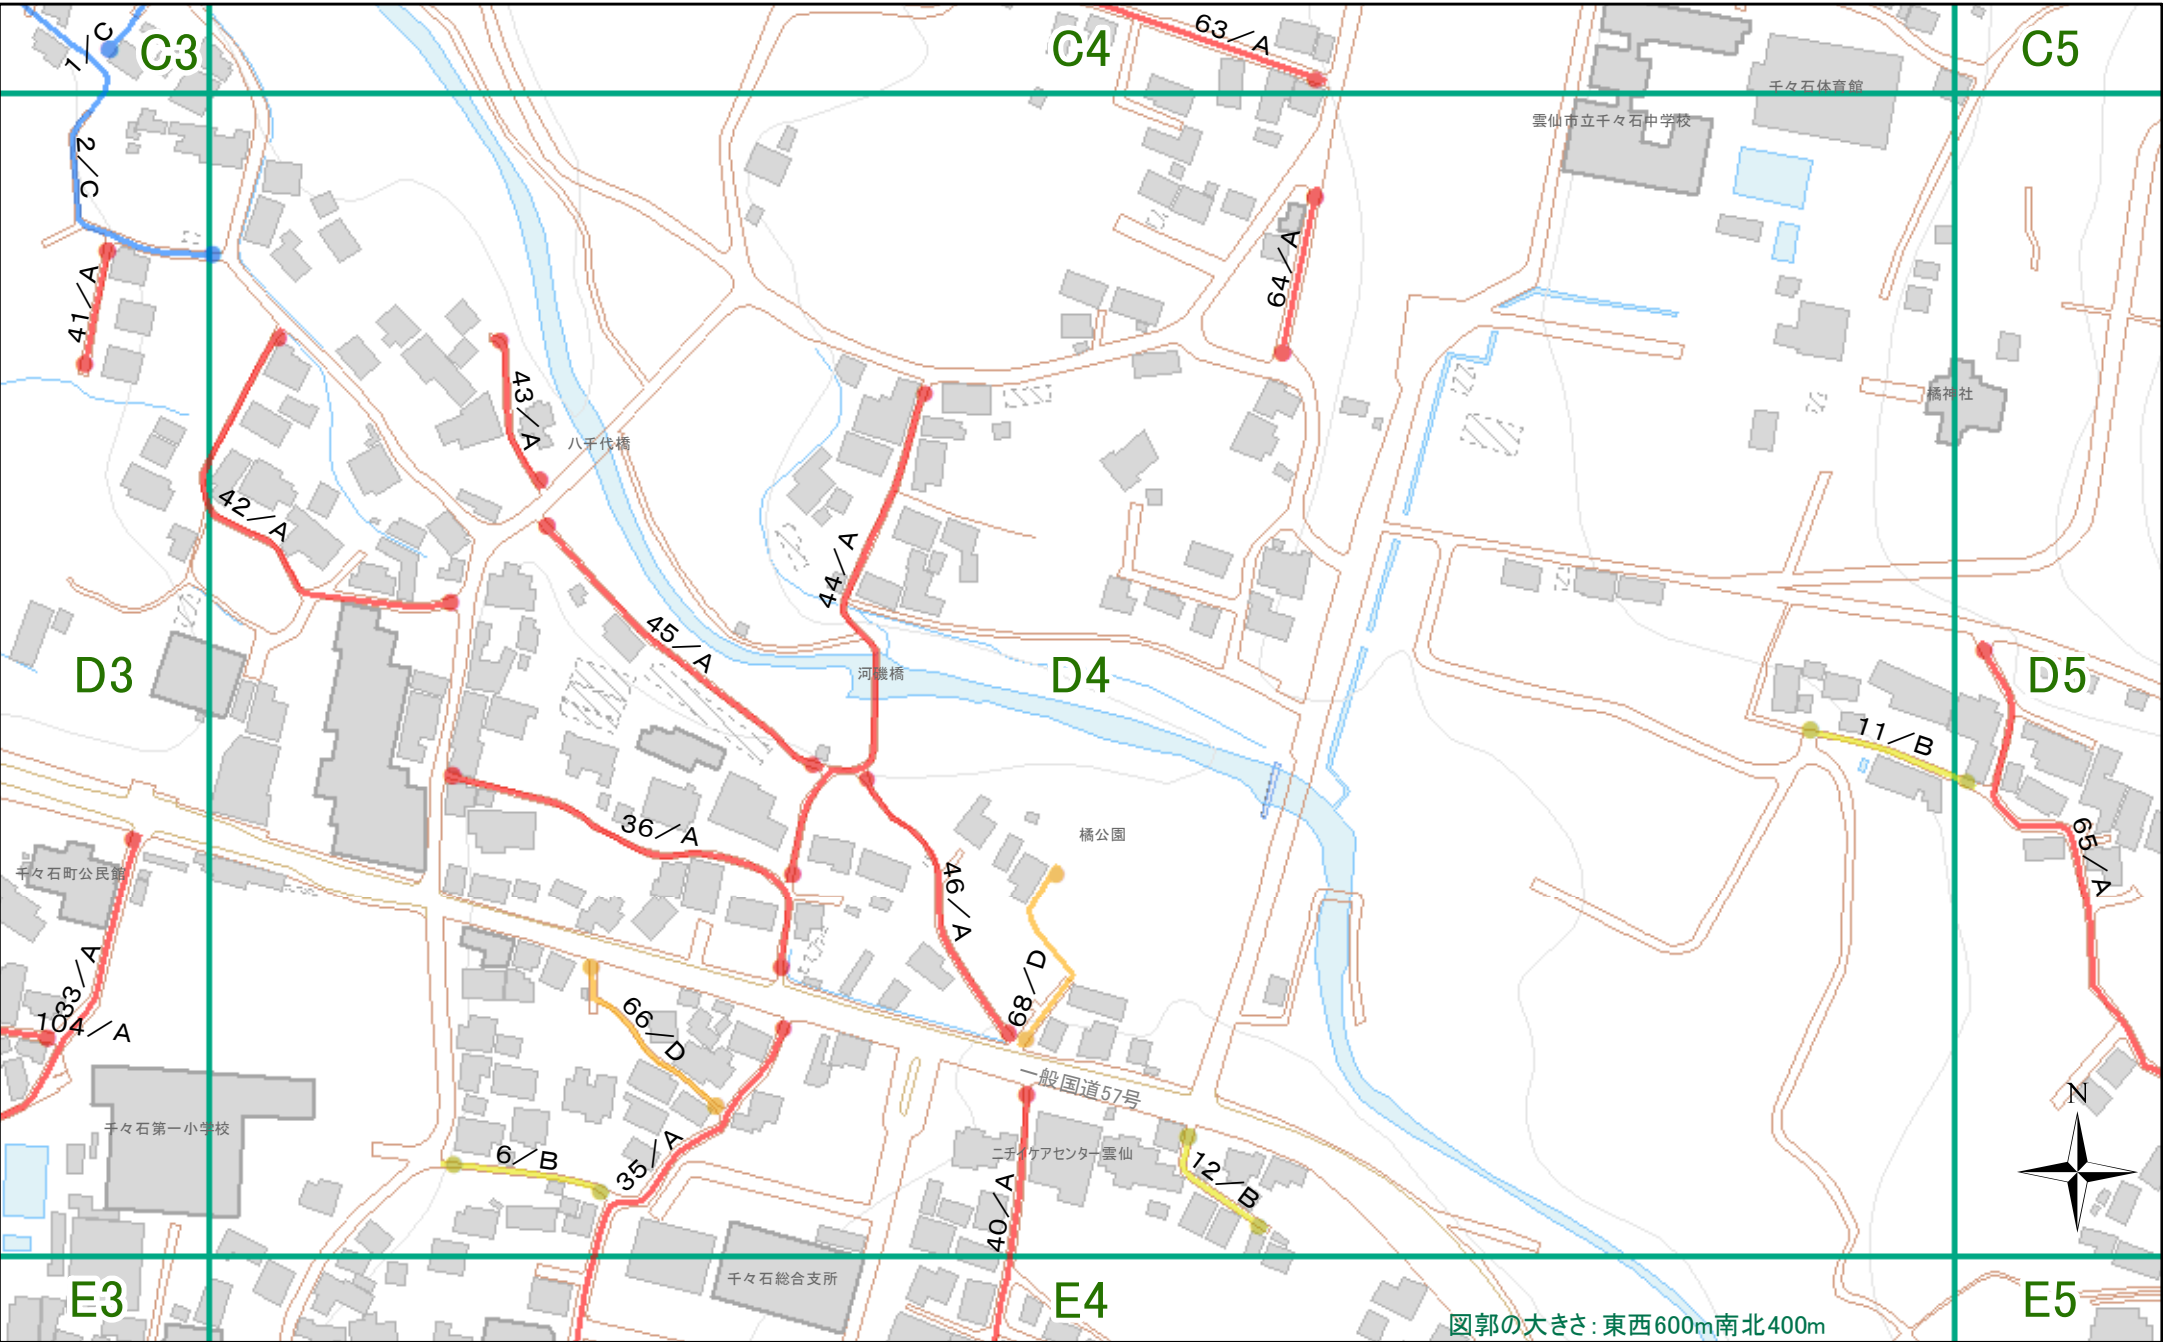 1／C
C3
C4
63／A
C5
千々石体育館
雲仙市立千々石中学校
2／C
41／A
64／A
43／A
八千代橋
橘神社
42／A
44／A
45／A
河磯橋
D3
D4
D5
11／B
36／A
橘公園
65／A
千々石町公民館
46／A
33／A
68／D
104／A
66／D
一般国道57号
N
千々石第一小学校
6／B
35／A
ニチイケアセンター雲仙
12／B
40／A
千々石総合支所
E3
E4
E5
図郭の大きさ：東西600m南北400m